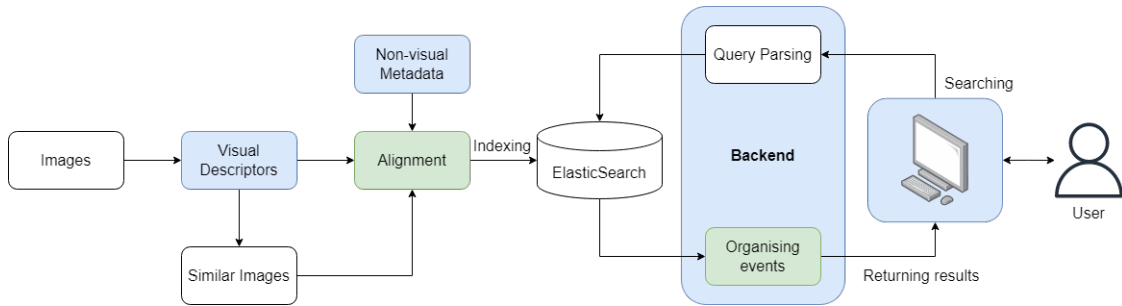 Images
Visual
Descriptors
Similar Images
Non-visual
Metadata
Alignment
Indexing
ElasticSearch
Query Parsing
Backend
Organising
events
Searching
Returning results
User